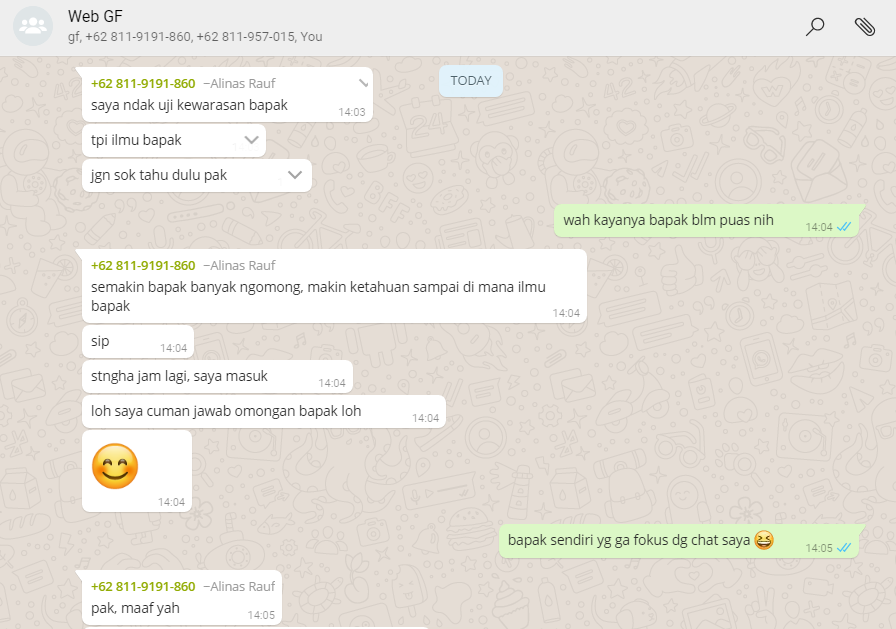 Web GF
gf, +62 811-9191-860, +62 811-957-015, You
TODAY
+62 811-9191-860 ~Alinas Rauf
saya ndak uji kewarasan bapak
14:03
tpi ilmu bapak
jgn sok tahu dulu pak
wah kayanya bapak blm puas nih
14:04
+62 811-9191-860 ~Alinas Rauf
semakin bapak banyak ngomong, makin ketahuan sampai di mana ilmu
bapak
14:04
sip
14:04
stngha jam lagi, saya masuk
14:04
loh saya cuman jawab omongan bapak loh
14:04
😊
14:04
bapak sendiri yg ga fokus dg chat saya 😆
14:05
+62 811-9191-860 ~Alinas Rauf
pak, maaf yah
14:05